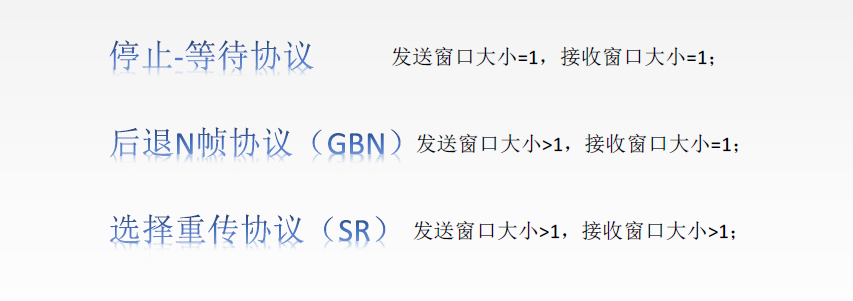 停止-等待协议 发送窗口大小=1，接收窗口大小=1；
后退N帧协议（GBN）发送窗口大小>1，接收窗口大小=1；
选择重传协议（SR） 发送窗口大小>1，接收窗口大小>1；